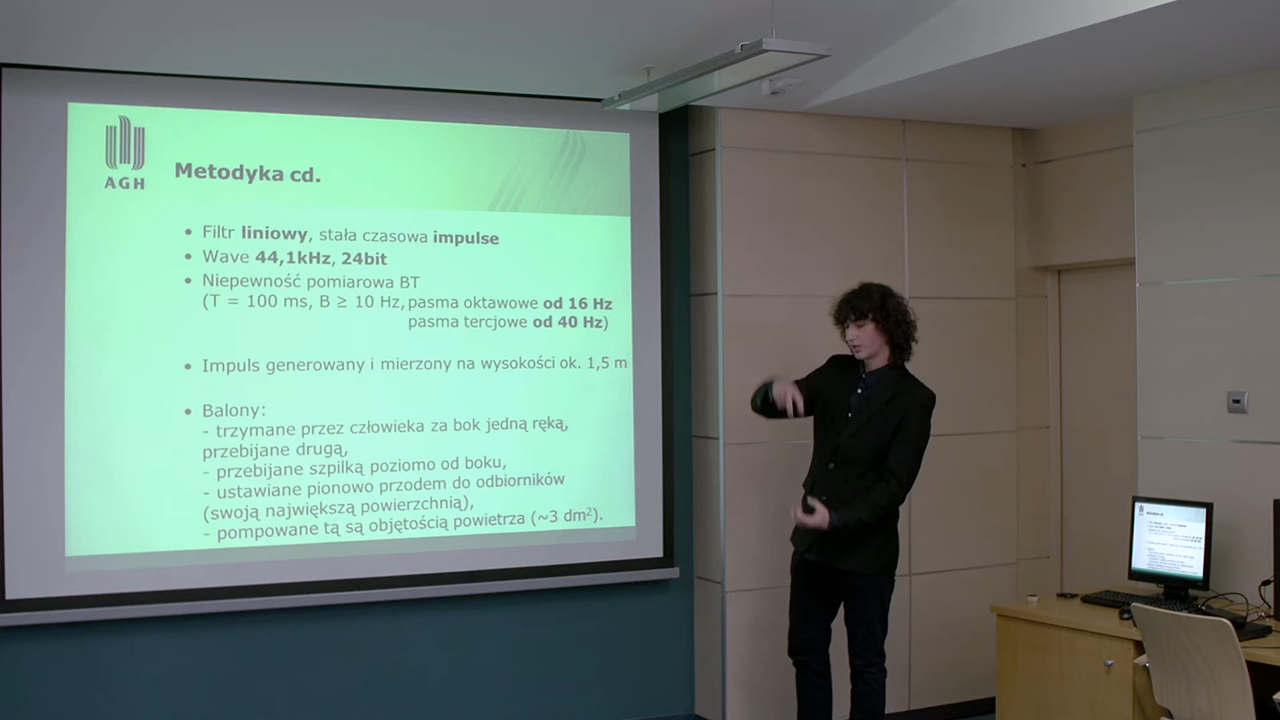 AGH
Metodyka cd.
• Filtr liniowy, stała czasowa impulse
• Wave 44,1kHz, 24bit
• Niepewność pomiarowa BT
(T = 100 ms, B ≥ 10 Hz, pasma oktawowe od 16 Hz
pasma tercjowe od 40 Hz)
• Impuls generowany i mierzony na wysokości ok. 1,5 m
• Balony:
- trzymane przez człowieka za bok jedną ręką,
przebijane drugą,
- przebijane szpilką poziomo od boku,
- ustawiane pionowo przodem do odbiorników
(swoją największą powierzchnią),
- pompowane tą są objętością powietrza (~3 dm²).